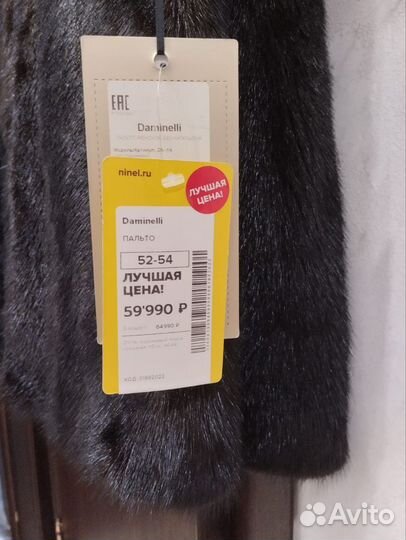 EAC
Daminelli
ninel.ru
ЛУЧШАЯ
ЦЕНА!
Daminelli
ПАЛЬТО
52-54
ЛУЧШАЯ
ЦЕНА!
59'990 ₽
64990 ₽
Avito